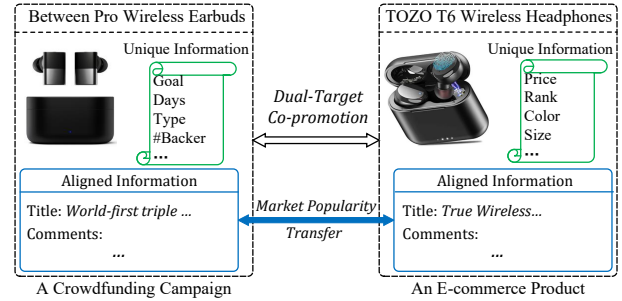 Between Pro Wireless Earbuds
Unique Information
Goal
Days
Type
#Backer
...
Aligned Information
Title: World-first triple ...
Comments:
...
A Crowdfunding Campaign
Dual-Target
Co-promotion
Market Popularity
Transfer
TOZO T6 Wireless Headphones
Unique Information
Price
Rank
Color
Size
...
Aligned Information
Title: True Wireless...
Comments:
...
An E-commerce Product